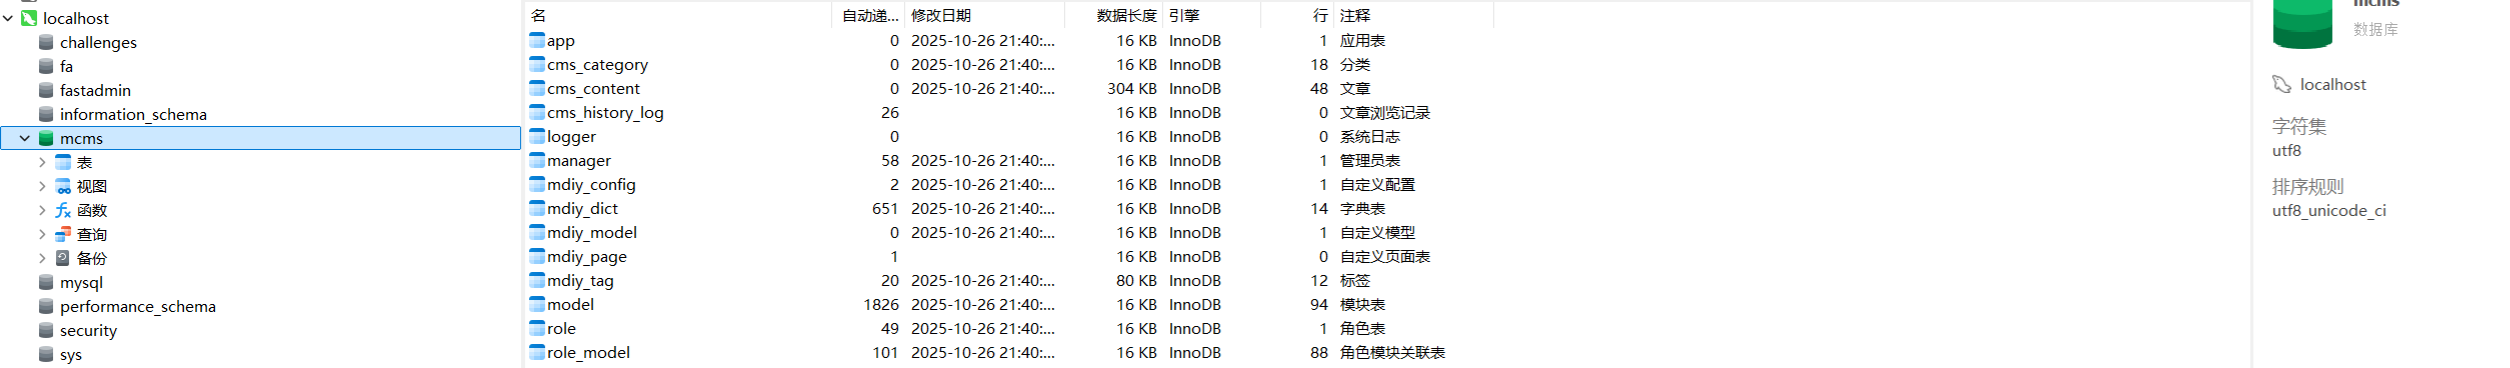 localhost
challenges
fa
fastadmin
information_schema
mcms
表
视图
函数
查询
备份
mysql
performance_schema
security
sys
名 自动递... 修改日期 数据长度 引擎 行 注释
app 0 2025-10-26 21:40:... 16 KB InnoDB 1 应用表
cms_category 0 2025-10-26 21:40:... 16 KB InnoDB 18 分类
cms_content 0 2025-10-26 21:40:... 304 KB InnoDB 48 文章
cms_history_log 26 16 KB InnoDB 0 文章浏览记录
logger 0 16 KB InnoDB 0 系统日志
manager 58 2025-10-26 21:40:... 16 KB InnoDB 1 管理员表
mdiy_config 2 2025-10-26 21:40:... 16 KB InnoDB 1 自定义配置
mdiy_dict 651 2025-10-26 21:40:... 16 KB InnoDB 14 字典表
mdiy_model 0 2025-10-26 21:40:... 16 KB InnoDB 1 自定义模型
mdiy_page 1 16 KB InnoDB 0 自定义页面表
mdiy_tag 20 2025-10-26 21:40:... 80 KB InnoDB 12 标签
model 1826 2025-10-26 21:40:... 16 KB InnoDB 94 模块表
role 49 2025-10-26 21:40:... 16 KB InnoDB 1 角色表
role_model 101 2025-10-26 21:40:... 16 KB InnoDB 88 角色模块关联表
mcms
数据库
localhost
字符集
utf8
排序规则
utf8_unicode_ci